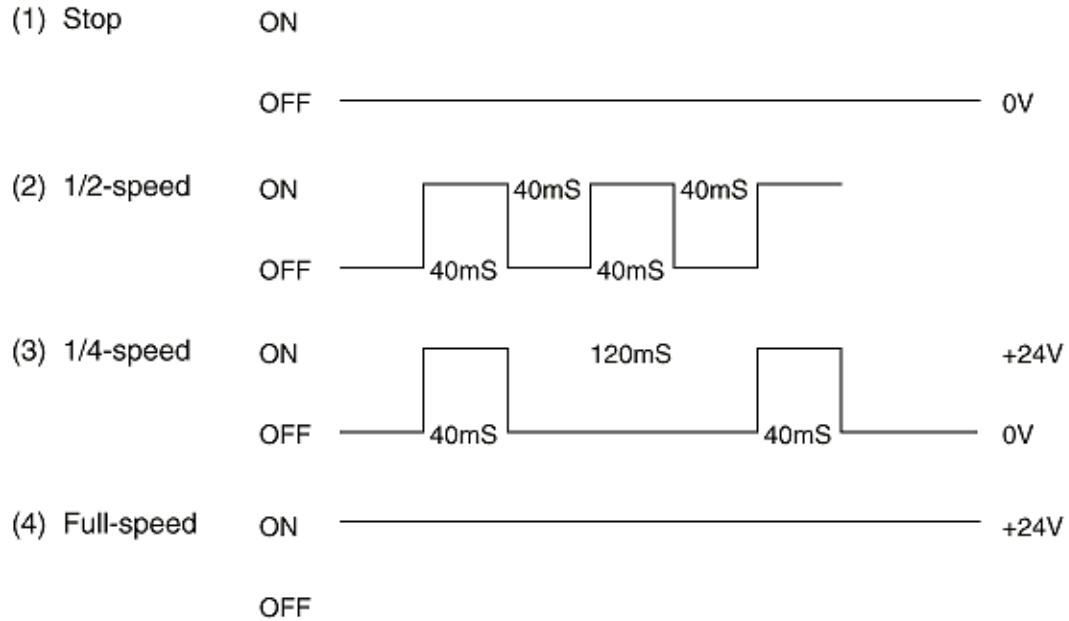 (1) Stop ON
OFF 0V
(2) 1/2-speed ON 40mS 40mS
OFF 40mS 40mS
(3) 1/4-speed ON 120mS +24V
OFF 40mS 40mS 0V
(4) Full-speed ON +24V
OFF